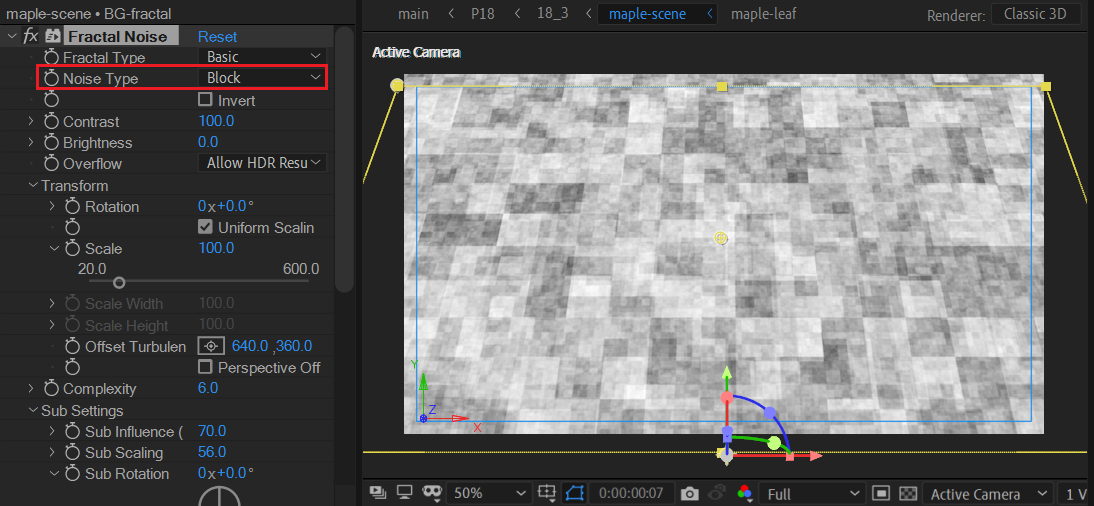 maple-scene • BG-fractal
main < P18 < 18_3 < maple-scene < maple-leaf
Renderer: Classic 3D
fx Fractal Noise Reset
Active Camera
Fractal Type Basic
Noise Type Block
Invert
Contrast 100.0
Brightness 0.0
Overflow Allow HDR Resu
Transform
Rotation 0x+0.0°
Uniform Scalin
Scale 100.0
20.0 600.0
Scale Width 100.0
Scale Height 100.0
Offset Turbulen 640.0 ,360.0
Perspective Off
Complexity 6.0
Sub Settings
Sub Influence ( 70.0
Sub Scaling 56.0
Sub Rotation 0x+0.0°
Y
Z
X
50% 0:00:00:07 Full Active Camera 1 V